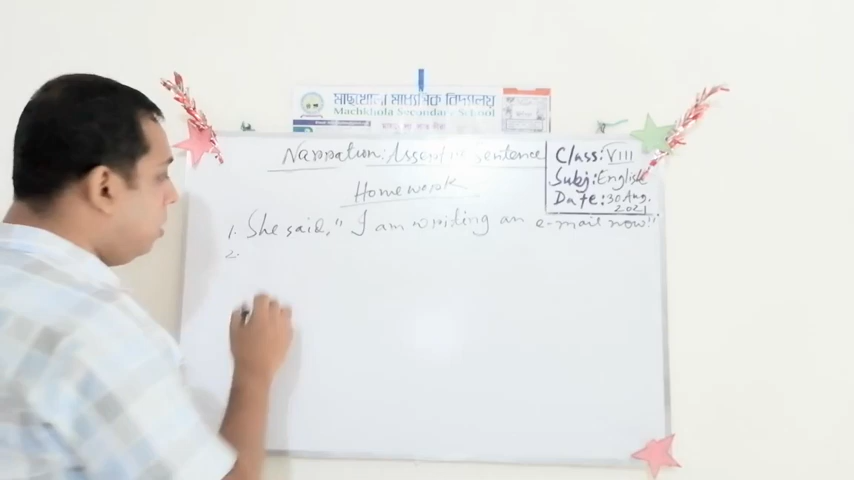 মাছখোলা মাধ্যমিক বিদ্যালয়
Machkhola Secondary School
Narration: Assertive sentence
Class: VIII
Subj: English
Date: 30 Aug. 2021
Homework
1. She said, "I am writing an e-mail now."
2.